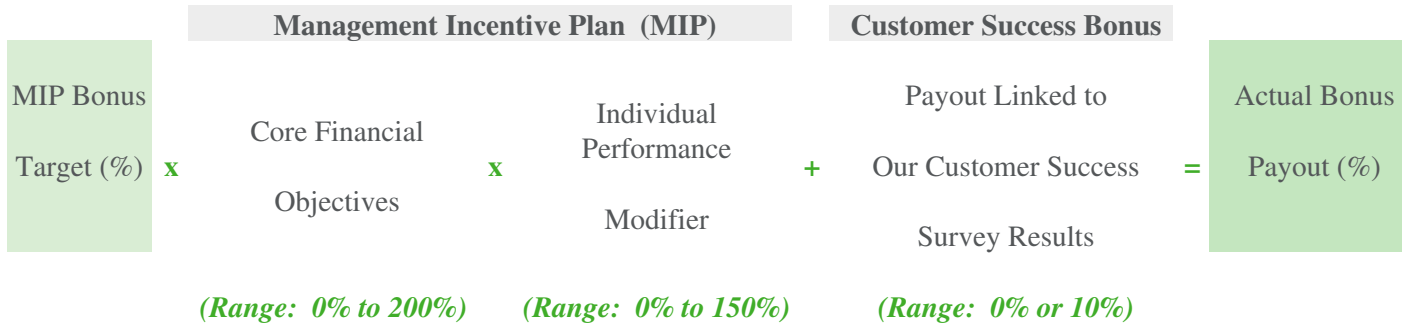 Management Incentive Plan (MIP)
Customer Success Bonus
MIP Bonus
Target (%)
x
Core Financial
Objectives
x
Individual
Performance
Modifier
+
Payout Linked to
Our Customer Success
Survey Results
=
Actual Bonus
Payout (%)
(Range: 0% to 200%)
(Range: 0% to 150%)
(Range: 0% or 10%)